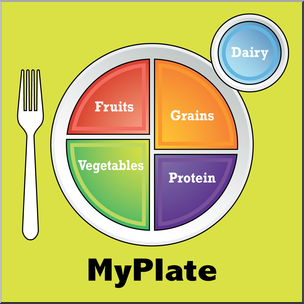 Dairy
Fruits
Grains
Vegetables
Protein
MyPlate